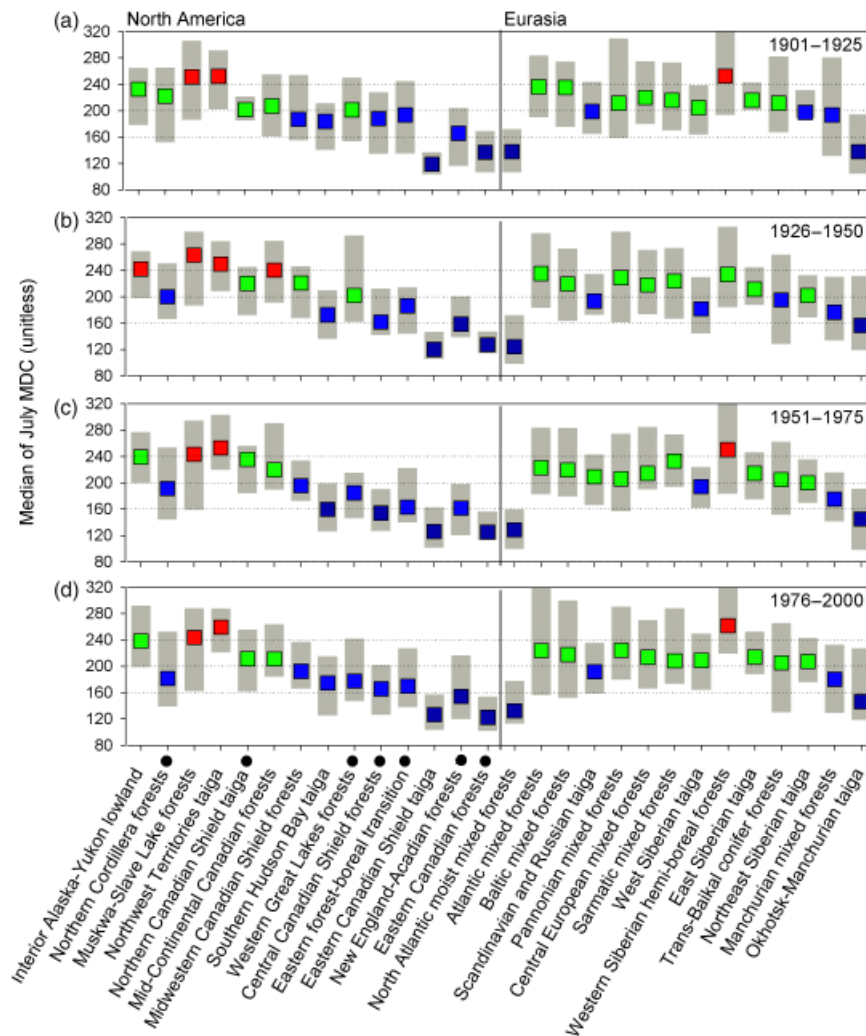 North America
Eurasia
(a)
320
280
240
200
160
120
80
1901–1925
(b)
320
280
240
200
160
120
80
1926–1950
(c)
320
280
240
200
160
120
80
1951–1975
(d)
320
280
240
200
160
120
80
1976–2000
Median of July MDC (unitless)
Interior Alaska-Yukon lowland
Northern Cordillera forests
Muskwa-Slave Lake forests
Northwest Territories taiga
Northern Canadian Shield taiga
Mid-Continental Canadian forests
Midwestern Canadian Shield forests
Southern Hudson Bay taiga
Western Great Lakes forests
Central Canadian Shield forests
Eastern forest-boreal transition
Eastern Canadian Shield taiga
New England-Acadian forests
Eastern Canadian forests
North Atlantic moist mixed forests
Atlantic mixed forests
Baltic mixed forests
Scandinavian and Russian taiga
Pannonian mixed forests
Central European mixed forests
Sarmatic mixed forests
West Siberian taiga
Western Siberian hemi-boreal forests
East Siberian taiga
Trans-Baikal conifer forests
Northeast Siberian taiga
Manchurian mixed forests
Okhotsk-Manchurian taiga